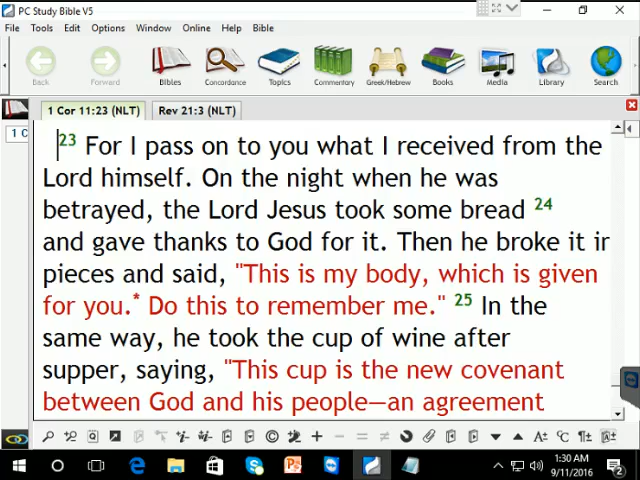 PC Study Bible V5
File Tools Edit Options Window Online Help Bible
Back Forward Bibles Concordance Topics Commentary Greek/Hebrew Books Media Library Search
1 Cor 11:23 (NLT) Rev 21:3 (NLT)
1 C
23 For I pass on to you what I received from the
Lord himself. On the night when he was
betrayed, the Lord Jesus took some bread 24
and gave thanks to God for it. Then he broke it in
pieces and said, "This is my body, which is given
for you.* Do this to remember me." 25 In the
same way, he took the cup of wine after
supper, saying, "This cup is the new covenant
between God and his people—an agreement
1:30 AM
9/11/2016
2